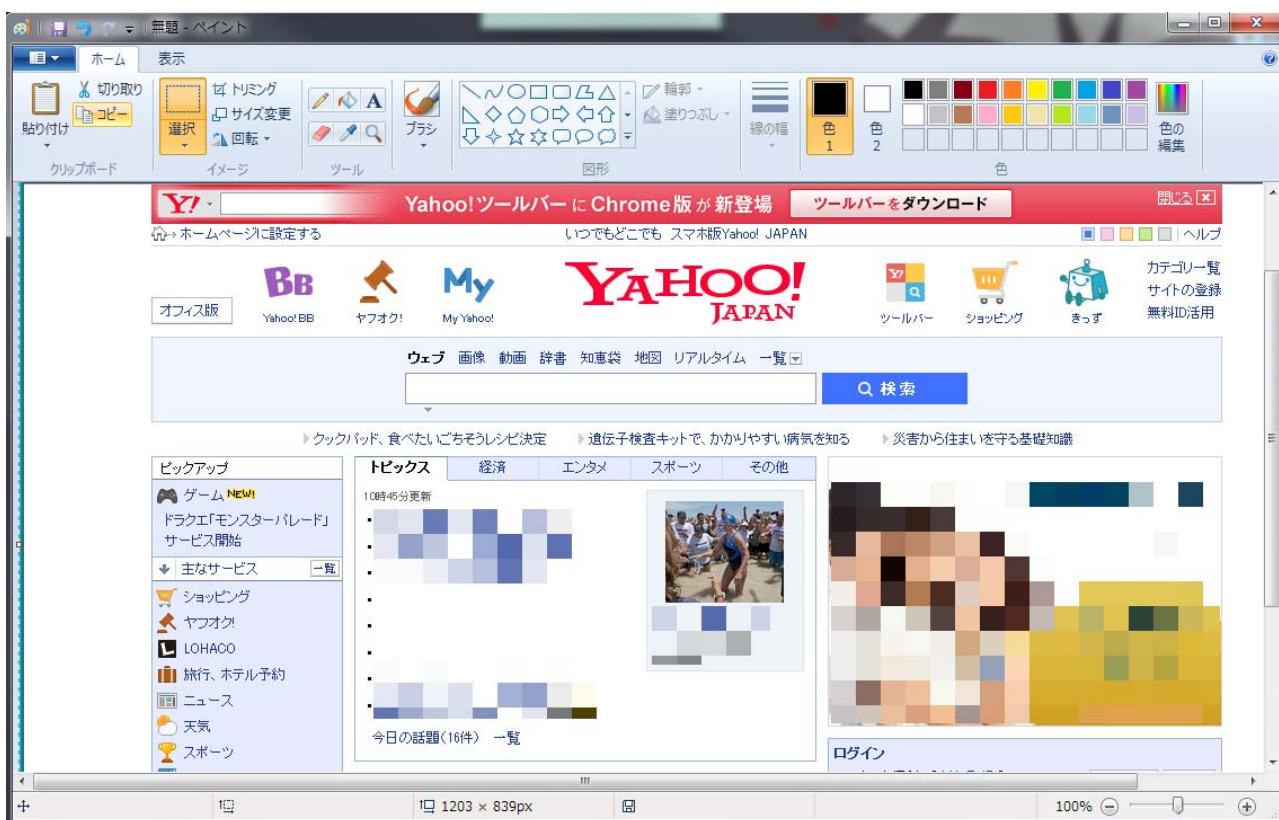 無題 - ペイント
ホーム 表示
切り取り
コピー
貼り付け
クリップボード
トリミング
サイズ変更
回転
選択
イメージ
A
ツール
ブラシ
輪郭
塗りつぶし
図形
線の幅
色
1
色
2
色の
編集
色
Y! Yahoo!ツールバー に Chrome版 が 新登場 ツールバーをダウンロード 閉じる
ホームページに設定する いつでもどこでも スマホ版Yahoo! JAPAN ヘルプ
カテゴリ一覧
サイトの登録
無料ID活用
BB My YAHOO! JAPAN
オフィス版 Yahoo! BB ヤフオク! My Yahoo! ツールバー ショッピング きっず
ウェブ 画像 動画 辞書 知恵袋 地図 リアルタイム 一覧
検索
クックパッド、食べたいごちそうレシピ決定 遺伝子検査キットで、かかりやすい病気を知る 災害から住まいを守る基礎知識
ピックアップ
ゲーム NEW!
ドラクエ「モンスターパレード」
サービス開始
主なサービス 一覧
ショッピング
ヤフオク!
LOHACO
旅行、ホテル予約
ニュース
天気
スポーツ
トピックス 経済 エンタメ スポーツ その他
10時45分更新
今日の話題(16件) 一覧
ログイン
1203 × 839px
100%